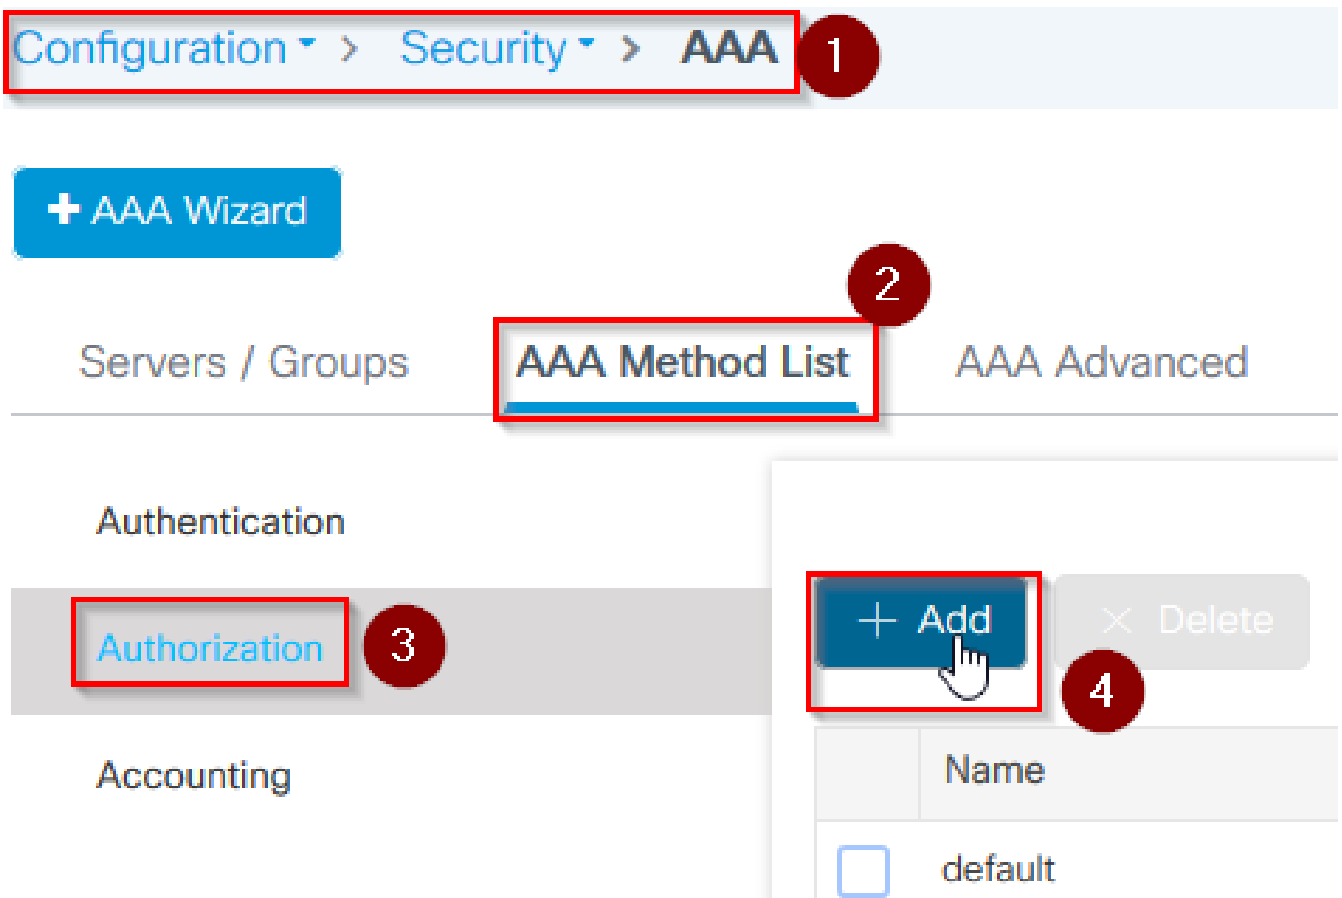 Configuration > Security > AAA 1
+ AAA Wizard
2
Servers / Groups AAA Method List AAA Advanced
Authentication
+ Add × Delete
Authorization 3
4
Name
Accounting
default